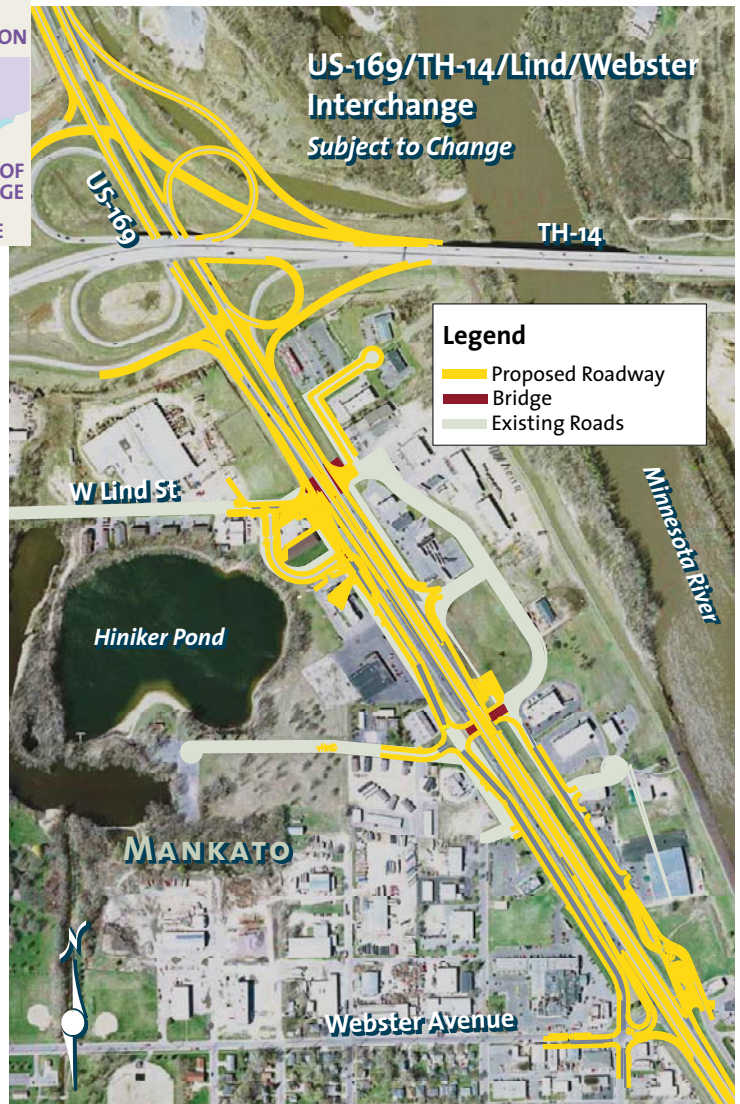 ON
OF
GE
E
US-169/TH-14/Lind/Webster
Interchange
Subject to Change
US-169
TH-14
Legend
Proposed Roadway
Bridge
Existing Roads
W Lind St
Minnesota River
Hiniker Pond
MANKATO
N
Webster Avenue